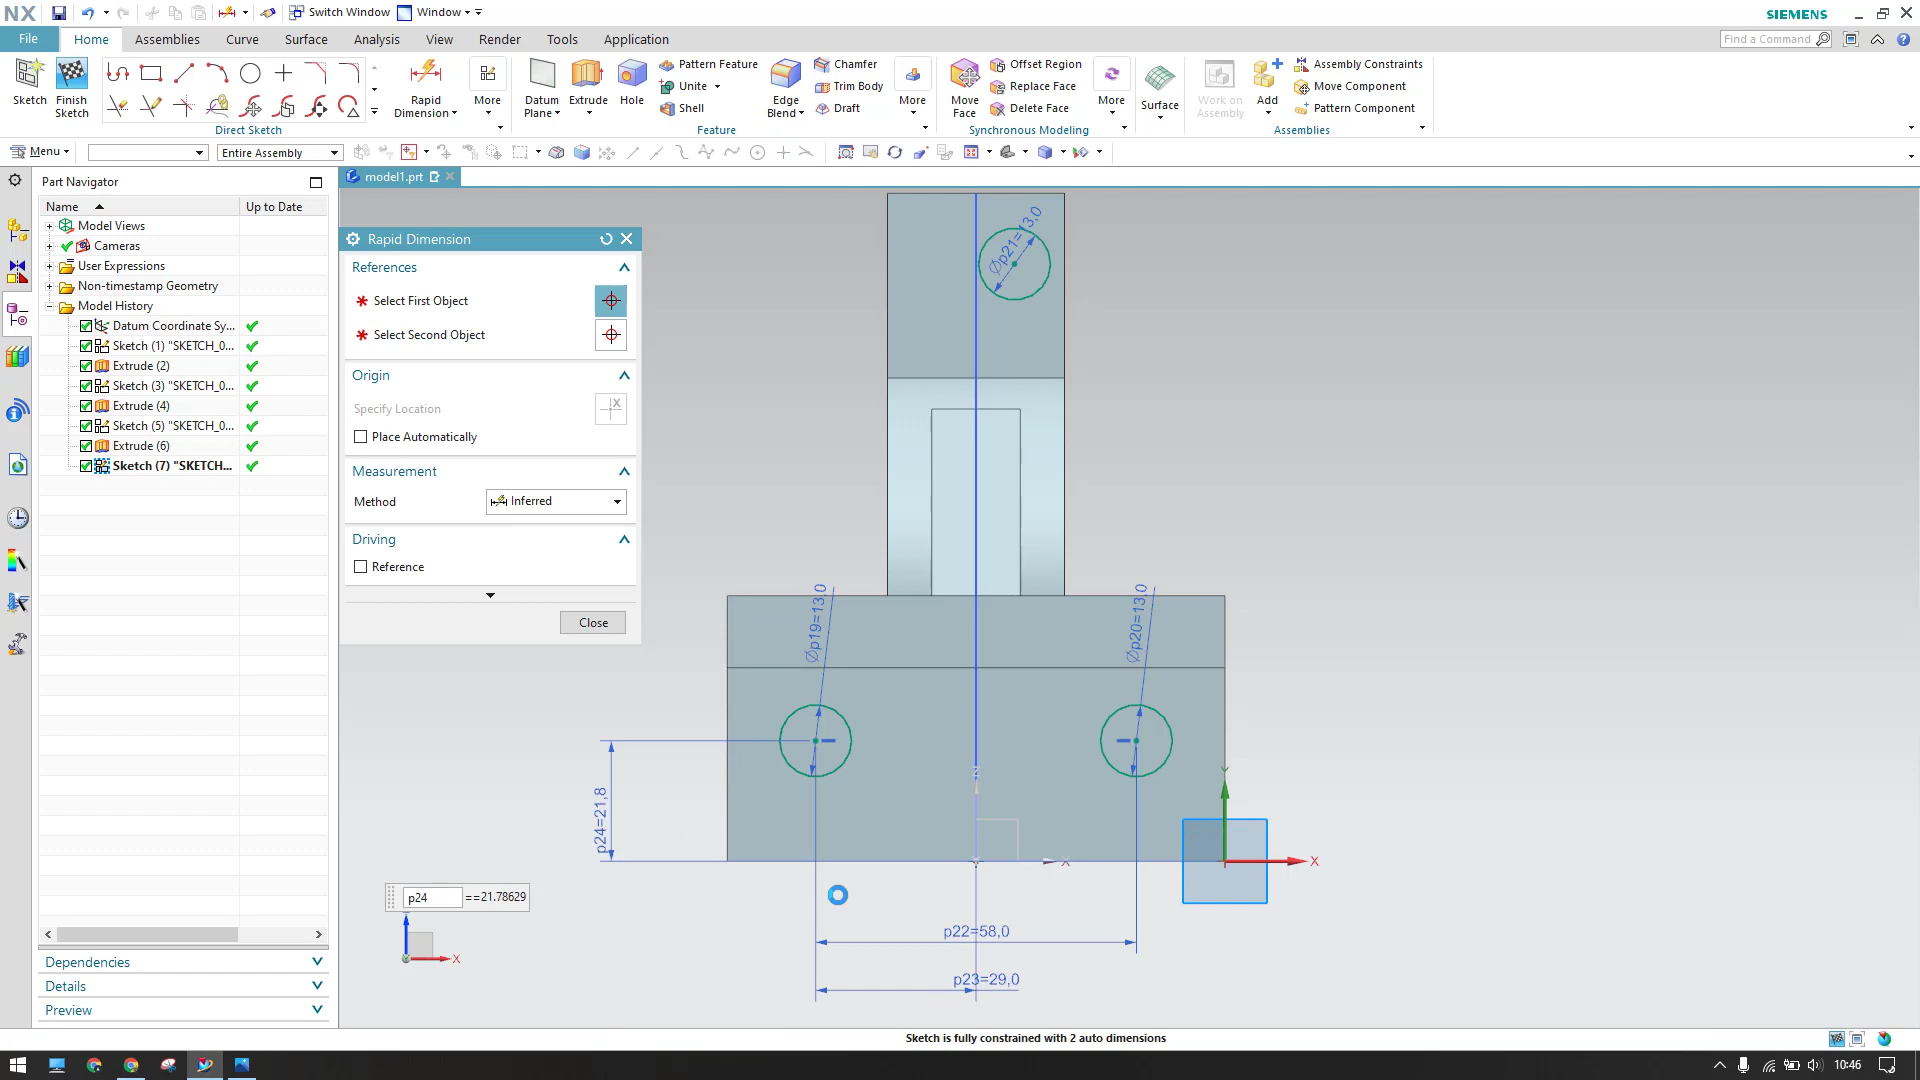 NX
Switch Window
Window
SIEMENS
File
Home
Assemblies
Curve
Surface
Analysis
View
Render
Tools
Application
Find a Command
Sketch
Finish Sketch
Rapid Dimension
More
Direct Sketch
Datum Plane
Extrude
Hole
Pattern Feature
Unite
Shell
Edge Blend
Chamfer
Trim Body
Draft
More
Feature
Move Face
Offset Region
Replace Face
Delete Face
More
Synchronous Modeling
Surface
Work on Assembly
Add
Assembly Constraints
Move Component
Pattern Component
Assemblies
Menu
Entire Assembly
Part Navigator
model1.prt
Name
Up to Date
Model Views
Cameras
User Expressions
Non-timestamp Geometry
Model History
Datum Coordinate Sy...
Sketch (1) "SKETCH_0...
Extrude (2)
Sketch (3) "SKETCH_0...
Extrude (4)
Sketch (5) "SKETCH_0...
Extrude (6)
Sketch (7) "SKETCH...
Dependencies
Details
Preview
Rapid Dimension
References
Select First Object
Select Second Object
Origin
Specify Location
Place Automatically
Measurement
Method
Inferred
Driving
Reference
Close
Øp21=13,0
Øp19=13,0
Øp20=13,0
p24=21,8
p24
==21.78629
p22=58,0
p23=29,0
Z
X
Y
X
X
Sketch is fully constrained with 2 auto dimensions
10:46